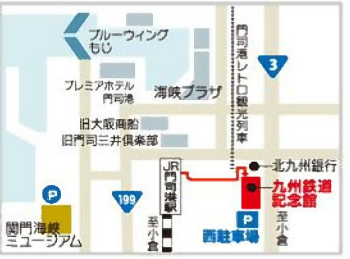 ブルーウィング
もじ
プレミアホテル
門司港
海峡プラザ
門司港レトロ観光列車
3
旧大阪商船
旧門司三井倶楽部
JR
門司港駅
北九州銀行
九州鉄道
記念館
P
199
P
西駐車場
関門海峡
ミュージアム
至小倉
至小倉